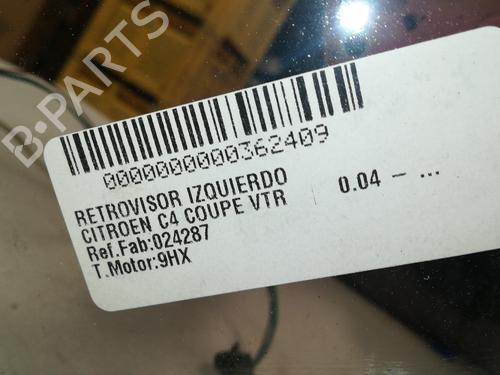 B-PARTS
0000000000362409
RETROVISOR IZQUIERDO
CITROEN C4 COUPE VTR 0.04 - ...
Ref.Fab:024287
T.Motor:9HX